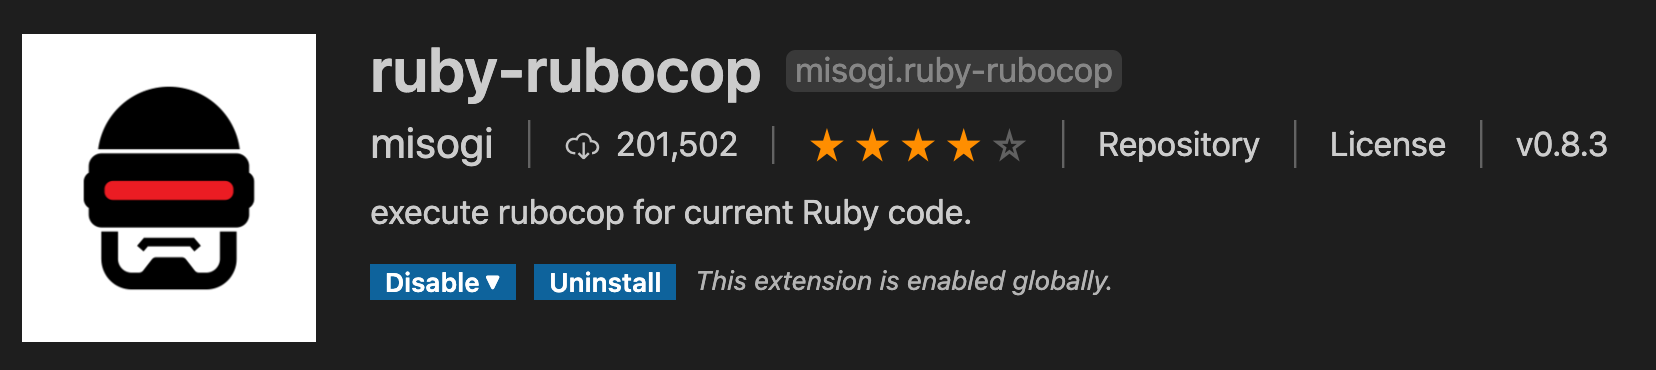 ruby-rubocop misogi.ruby-rubocop
misogi 201,502 Repository License v0.8.3
execute rubocop for current Ruby code.
Disable Uninstall This extension is enabled globally.